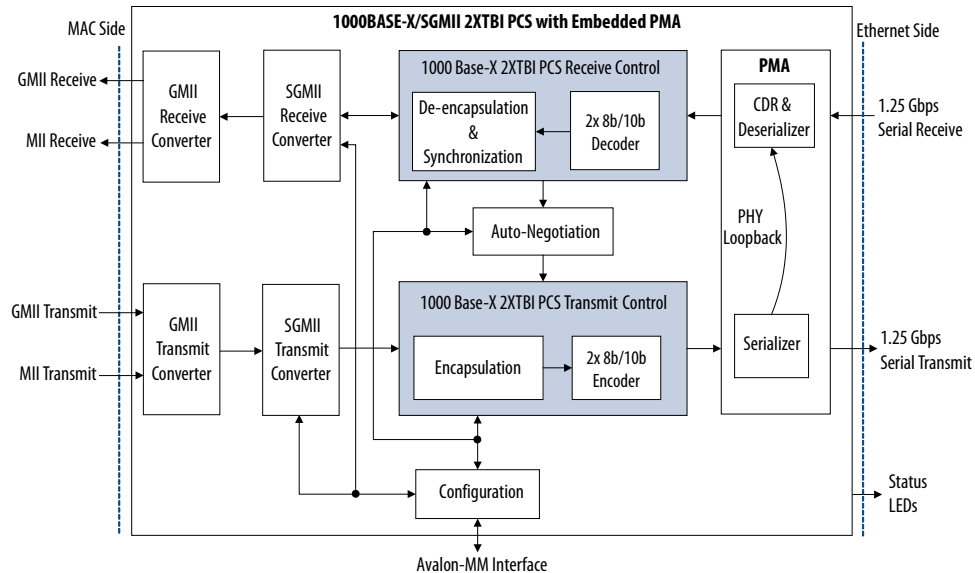 1000BASE-X/SGMII 2XTBI PCS with Embedded PMA
MAC Side
Ethernet Side
GMII Receive
MII Receive
GMII
Receive
Converter
SGMII
Receive
Converter
1000 Base-X 2XTBI PCS Receive Control
De-encapsulation
&
Synchronization
2x 8b/10b
Decoder
PMA
CDR &
Deserializer
1.25 Gbps
Serial Receive
Auto-Negotiation
PHY
Loopback
GMII Transmit
MII Transmit
GMII
Transmit
Converter
SGMII
Transmit
Converter
1000 Base-X 2XTBI PCS Transmit Control
Encapsulation
2x 8b/10b
Encoder
Serializer
1.25 Gbps
Serial Transmit
Configuration
Status
LEDs
Avalon-MM Interface